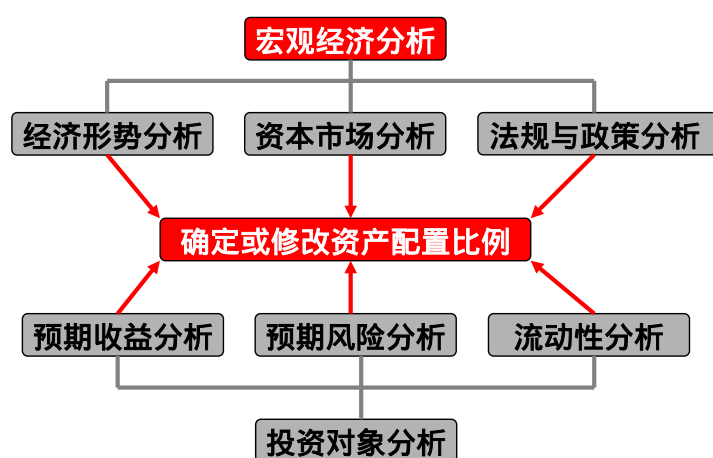 宏观经济分析
经济形势分析
资本市场分析
法规与政策分析
确定或修改资产配置比例
预期收益分析
预期风险分析
流动性分析
投资对象分析